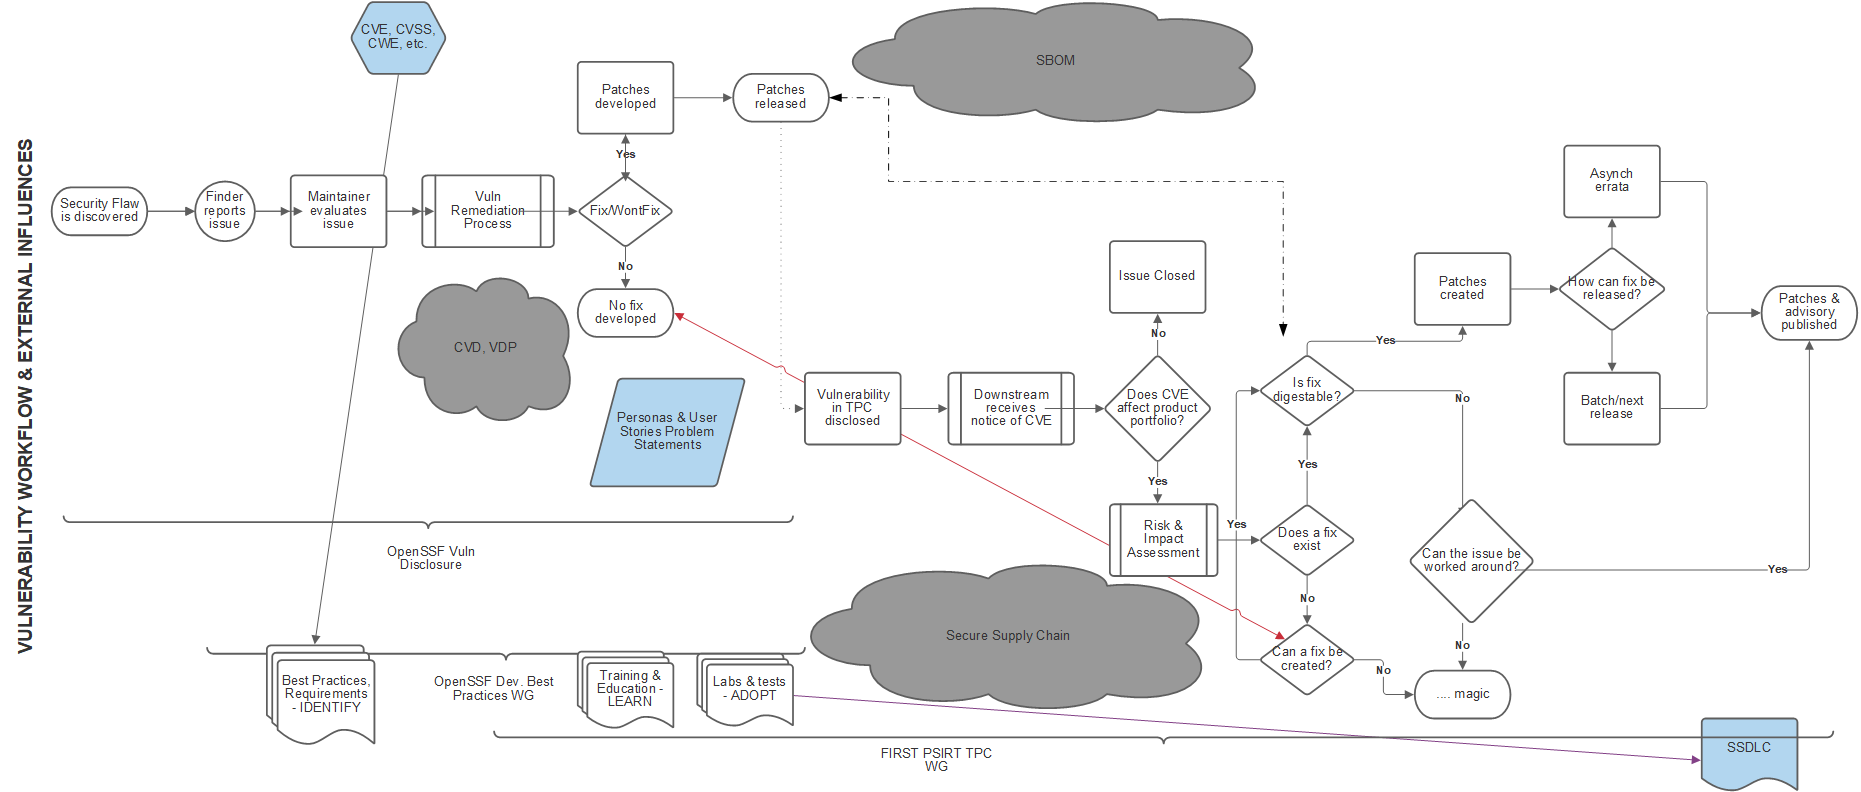 VULNERABILITY WORKFLOW & EXTERNAL INFLUENCES
CVE, CVSS,
CWE, etc.
SBOM
Patches
developed
Patches
released
Yes
Security Flaw
is discovered
Finder
reports
issue
Maintainer
evaluates
issue
Vuln
Remediation
Process
Fix/WontFix
No
No fix
developed
CVD, VDP
Personas & User
Stories Problem
Statements
Vulnerability
in TPC
disclosed
Downstream
receives
notice of CVE
Does CVE
affect product
portfolio?
No
Issue Closed
Yes
Risk &
Impact
Assessment
Does a fix
exist
Yes
Is fix
digestable?
Yes
Yes
No
Patches
created
How can fix be
released?
Asynch
errata
Batch/next
release
Patches &
advisory
published
No
Can a fix be
created?
No
Can the issue be
worked around?
Yes
No
.... magic
OpenSSF Vuln
Disclosure
Secure Supply Chain
Best Practices,
Requirements
- IDENTIFY
OpenSSF Dev. Best
Practices WG
Training &
Education -
LEARN
Labs & tests
- ADOPT
FIRST PSIRT TPC
WG
SSDLC